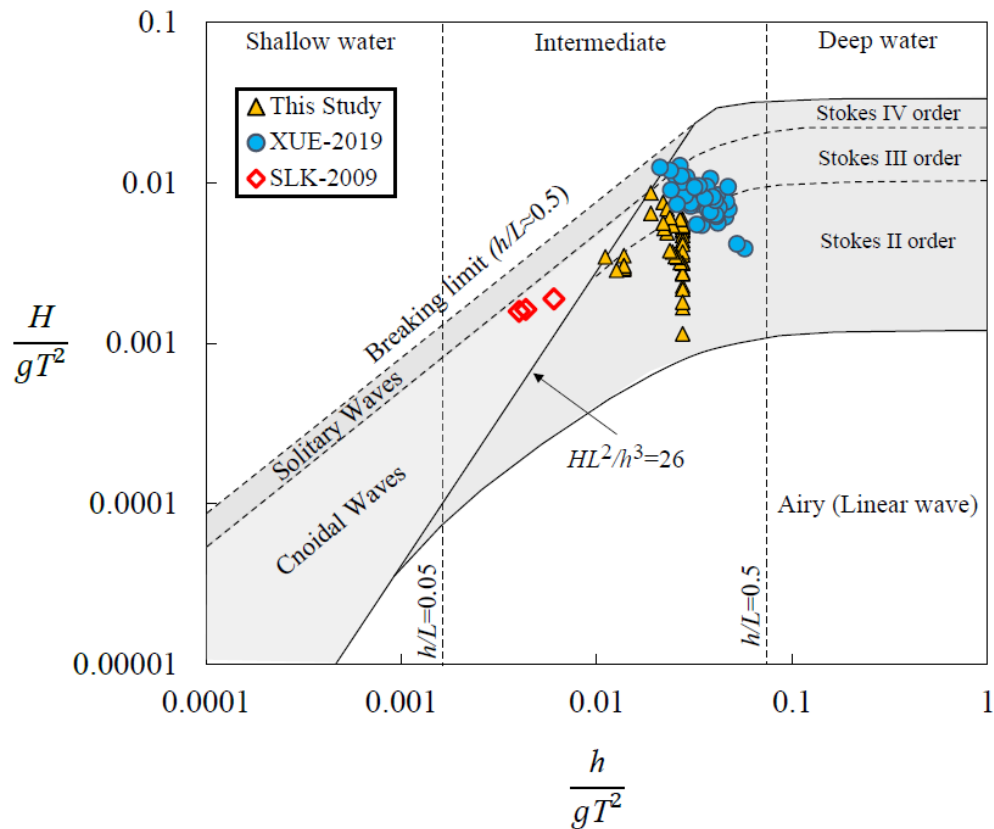 0.1
0.01
0.001
0.0001
0.00001
H
gT²
Shallow water
Intermediate
Deep water
This Study
XUE-2019
SLK-2009
Stokes IV order
Stokes III order
Stokes II order
Breaking limit (h/L≈0.5)
Solitary Waves
Cnoidal Waves
HL²/h³=26
Airy (Linear wave)
h/L=0.05
h/L=0.5
0.0001
0.001
0.01
0.1
1
h
gT²